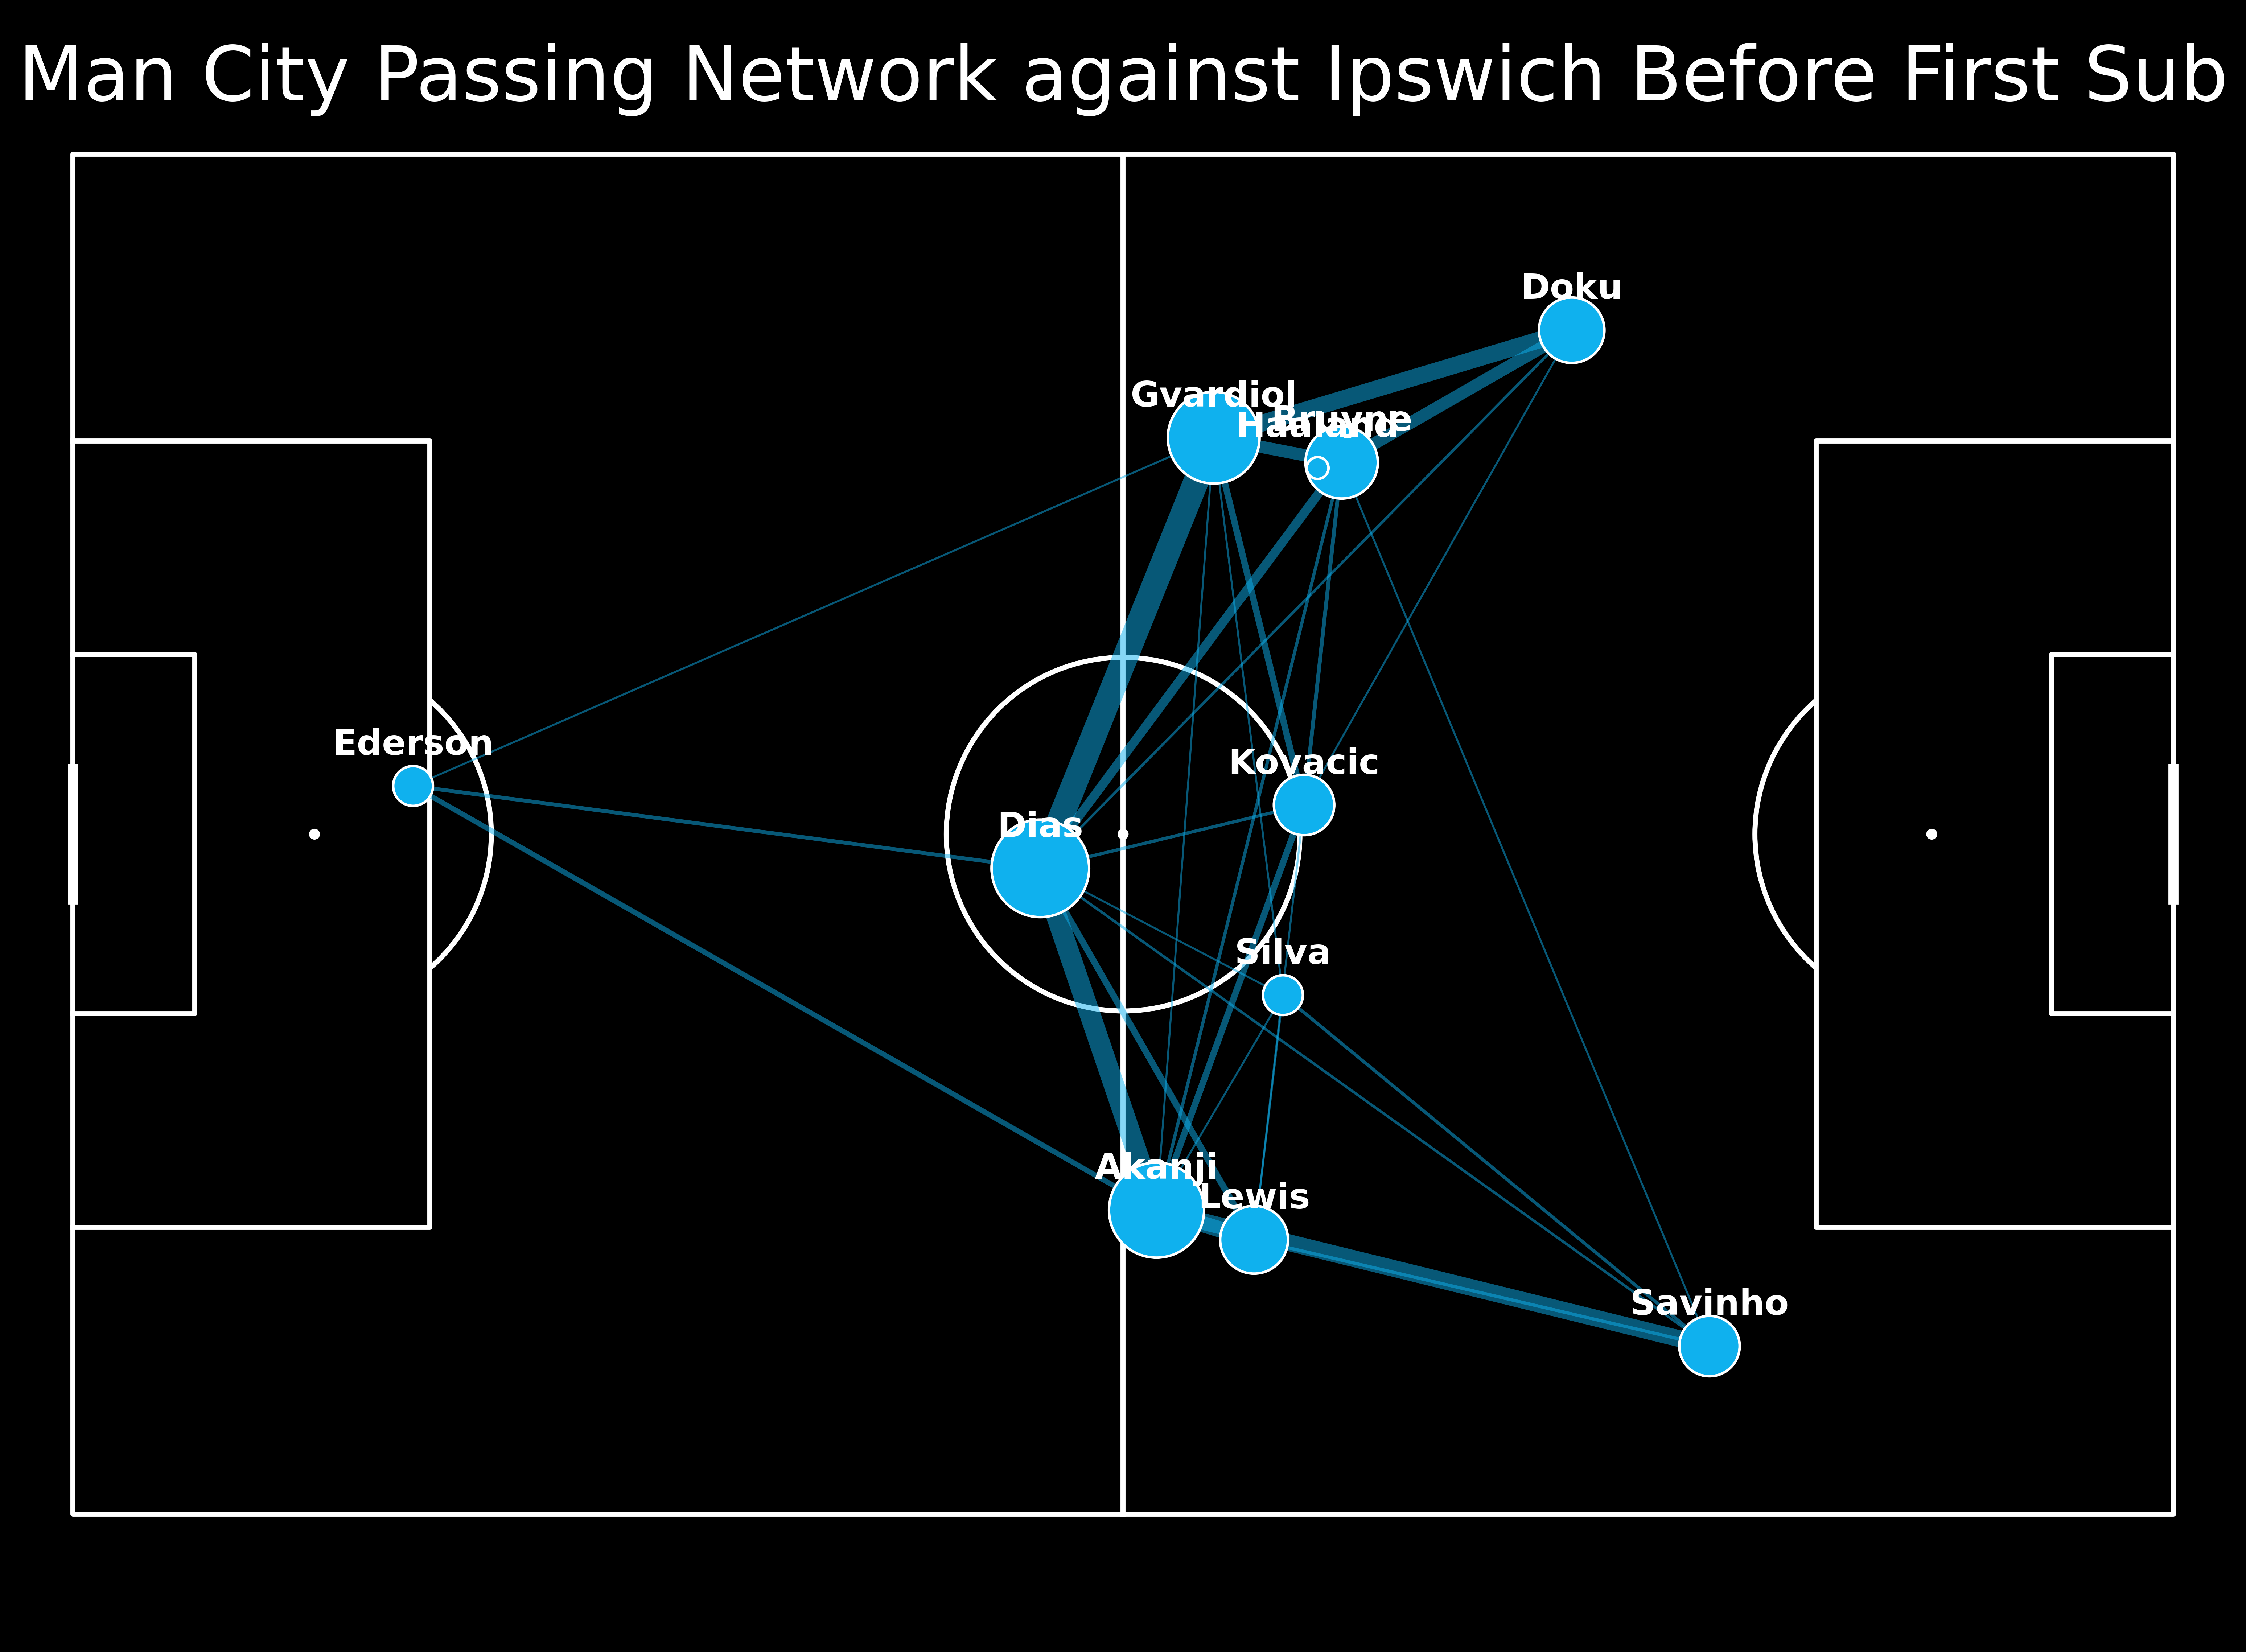 Man City Passing Network against Ipswich Before First Sub
Doku
Gvardiol
Bruyne
Haaland
Ederson
Kovacic
Dias
Silva
Akanji
Lewis
Savinho